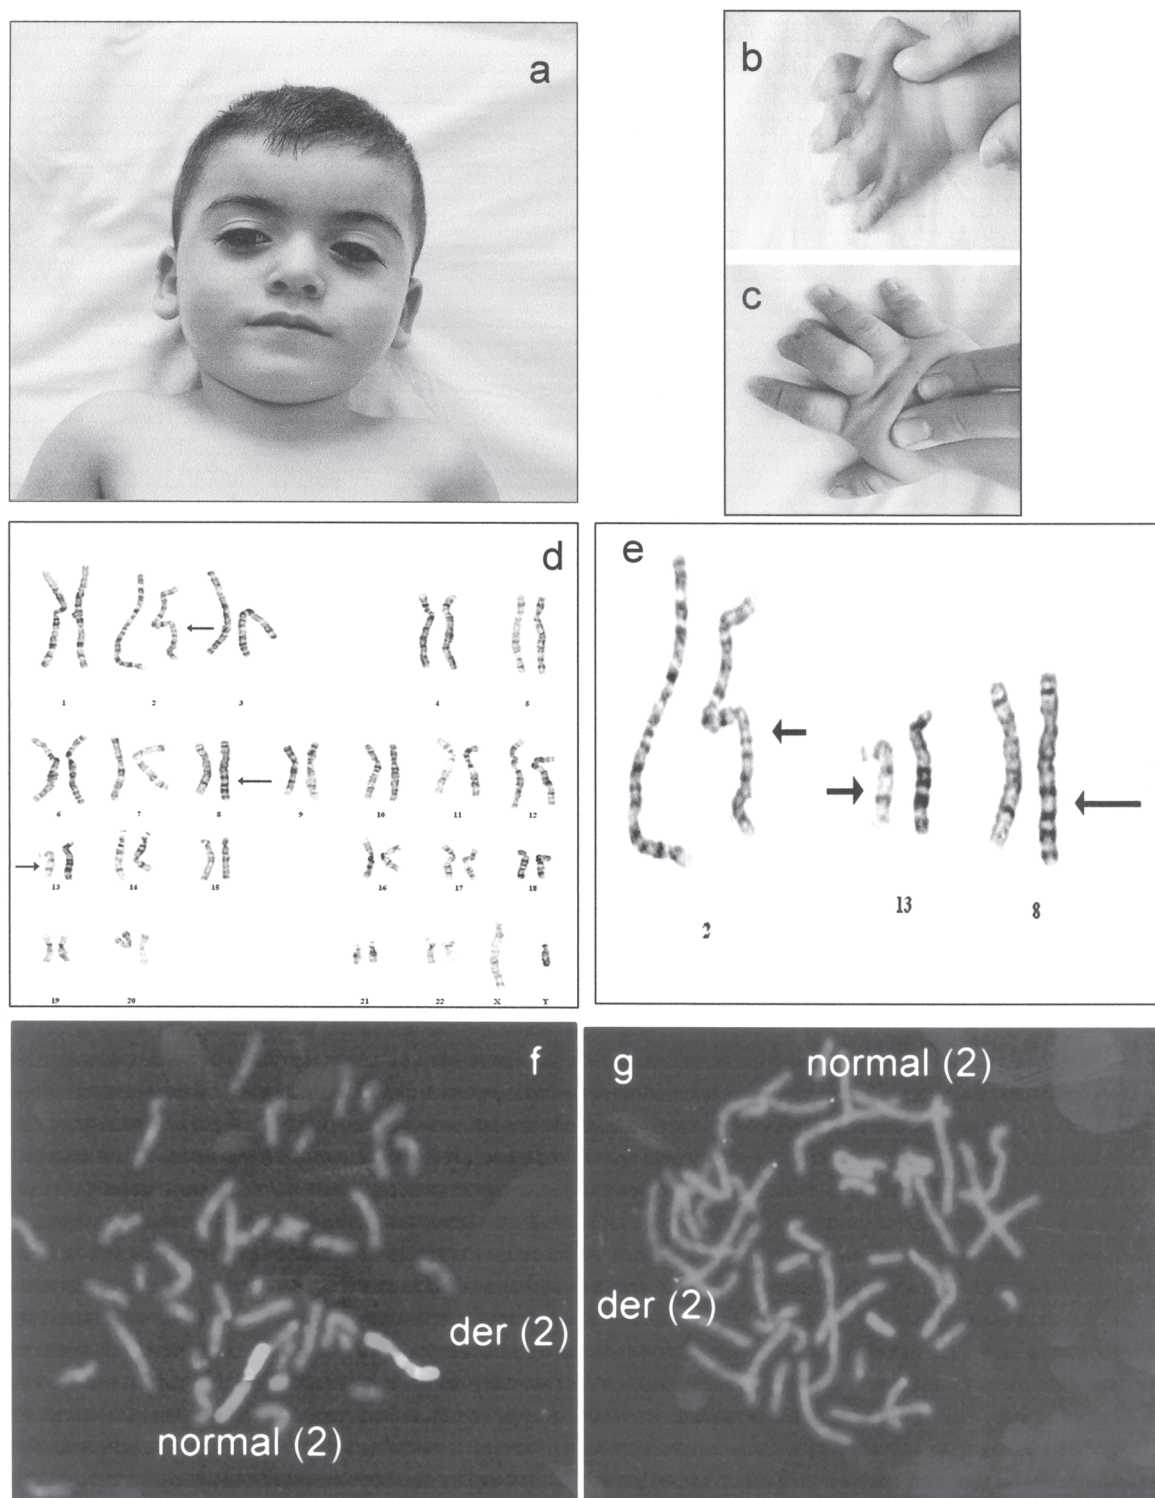 a
b
c
d
1 2 3 4 5
6 7 8 9 10 11 12
13 14 15 16 17 18
19 20 21 22 X Y
e
2 13 8
f
der (2)
normal (2)
g
normal (2)
der (2)